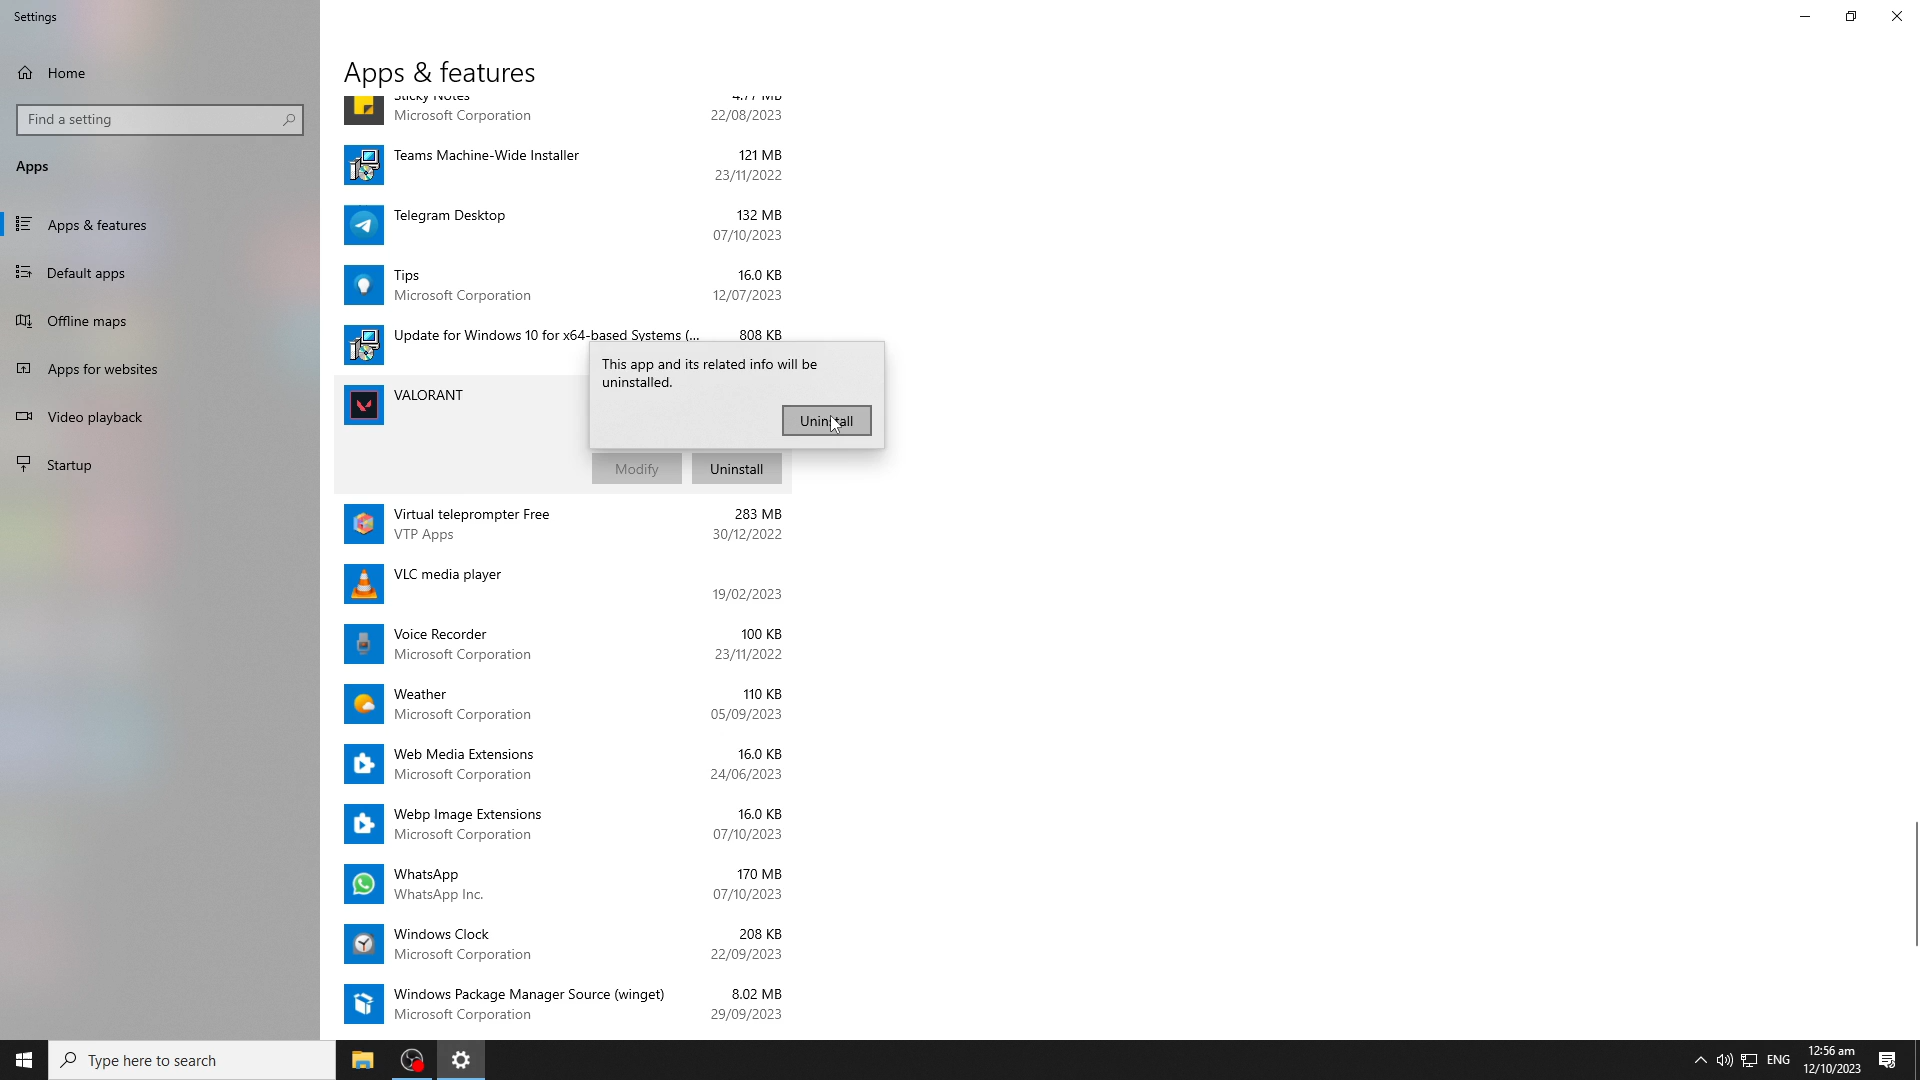 Settings
Home
Find a setting
Apps
Apps & features
Default apps
Offline maps
Apps for websites
Video playback
Startup
Apps & features
Sticky Notes 4.77 MB
Microsoft Corporation 22/08/2023
Teams Machine-Wide Installer 121 MB
23/11/2022
Telegram Desktop 132 MB
07/10/2023
Tips 16.0 KB
Microsoft Corporation 12/07/2023
Update for Windows 10 for x64-based Systems (... 808 KB
This app and its related info will be
uninstalled.
Uninstall
VALORANT
Modify Uninstall
Virtual teleprompter Free 283 MB
VTP Apps 30/12/2022
VLC media player
19/02/2023
Voice Recorder 100 KB
Microsoft Corporation 23/11/2022
Weather 110 KB
Microsoft Corporation 05/09/2023
Web Media Extensions 16.0 KB
Microsoft Corporation 24/06/2023
Webp Image Extensions 16.0 KB
Microsoft Corporation 07/10/2023
WhatsApp 170 MB
WhatsApp Inc. 07/10/2023
Windows Clock 208 KB
Microsoft Corporation 22/09/2023
Windows Package Manager Source (winget) 8.02 MB
Microsoft Corporation 29/09/2023
Type here to search
ENG
12:56 am
12/10/2023